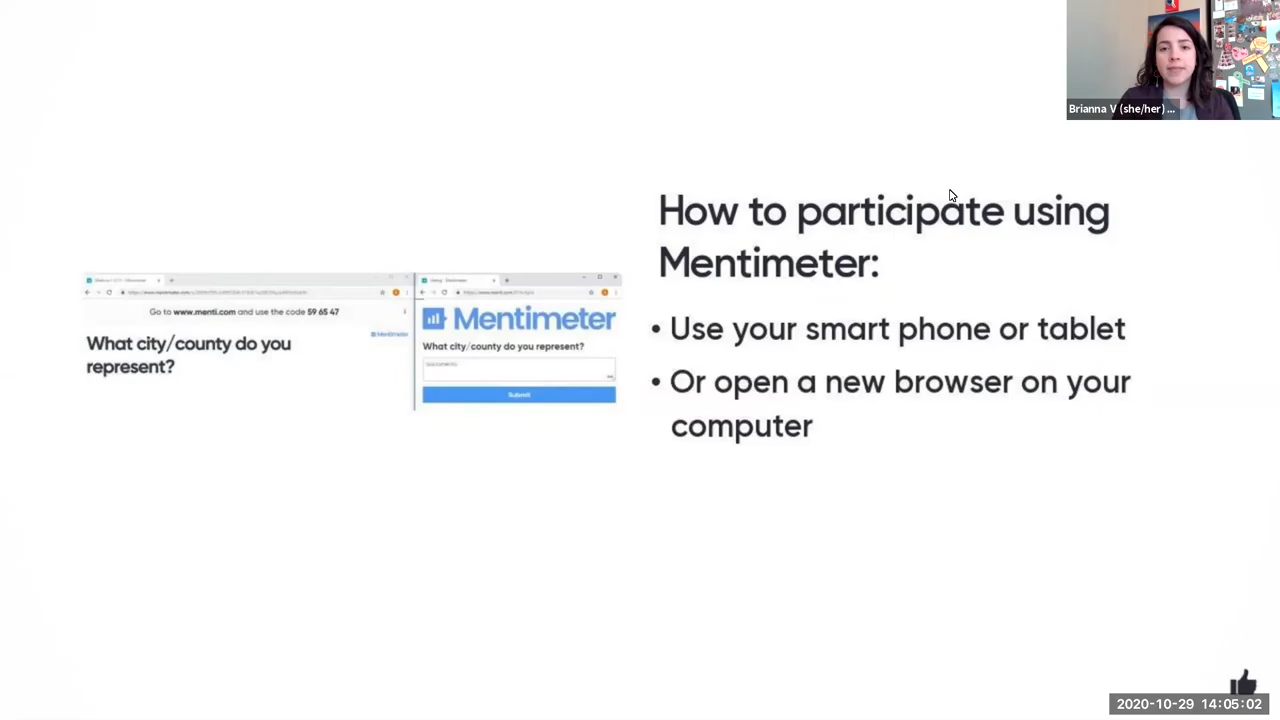 Brianna V (she/her) ...
How to participate using
Mentimeter:
• Use your smart phone or tablet
• Or open a new browser on your
computer
Go to www.menti.com and use the code 59 65 47
Mentimeter
What city/county do you
represent?
Mentimeter
What city/county do you represent?
Submit
2020-10-29 14:05:02